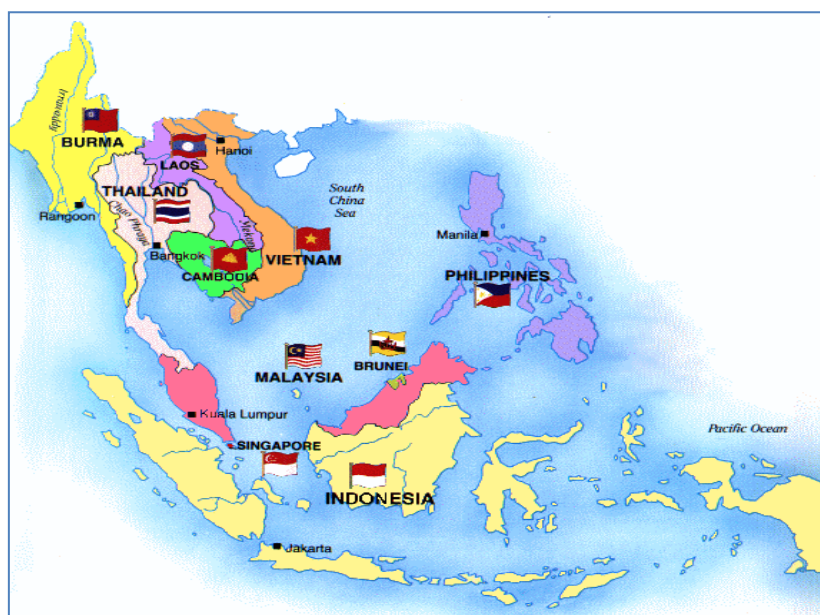 Irrawaddy
BURMA
LAOS
Hanoi
THAILAND
South
China
Sea
Rangoon
Chao Phraya
Mekong
Manila
Bangkok
VIETNAM
CAMBODIA
PHILIPPINES
BRUNEI
MALAYSIA
Kuala Lumpur
Pacific Ocean
SINGAPORE
INDONESIA
Jakarta